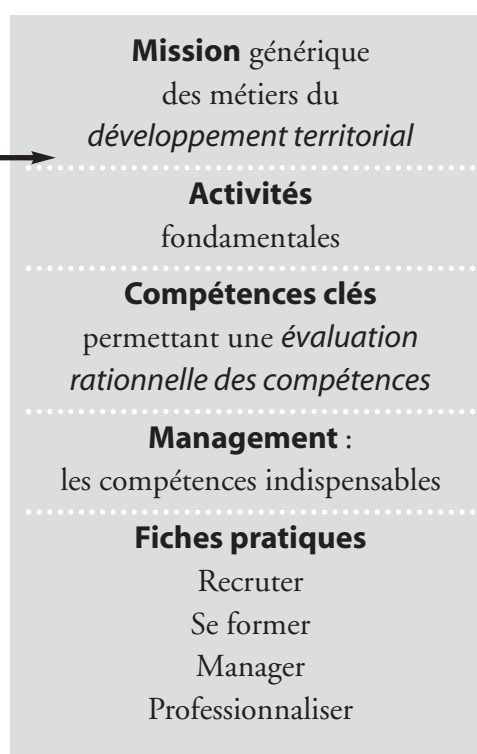 Mission générique
des métiers du
développement territorial
Activités
fondamentales
Compétences clés
permettant une évaluation
rationnelle des compétences
Management :
les compétences indispensables
Fiches pratiques
Recruter
Se former
Manager
Professionnaliser